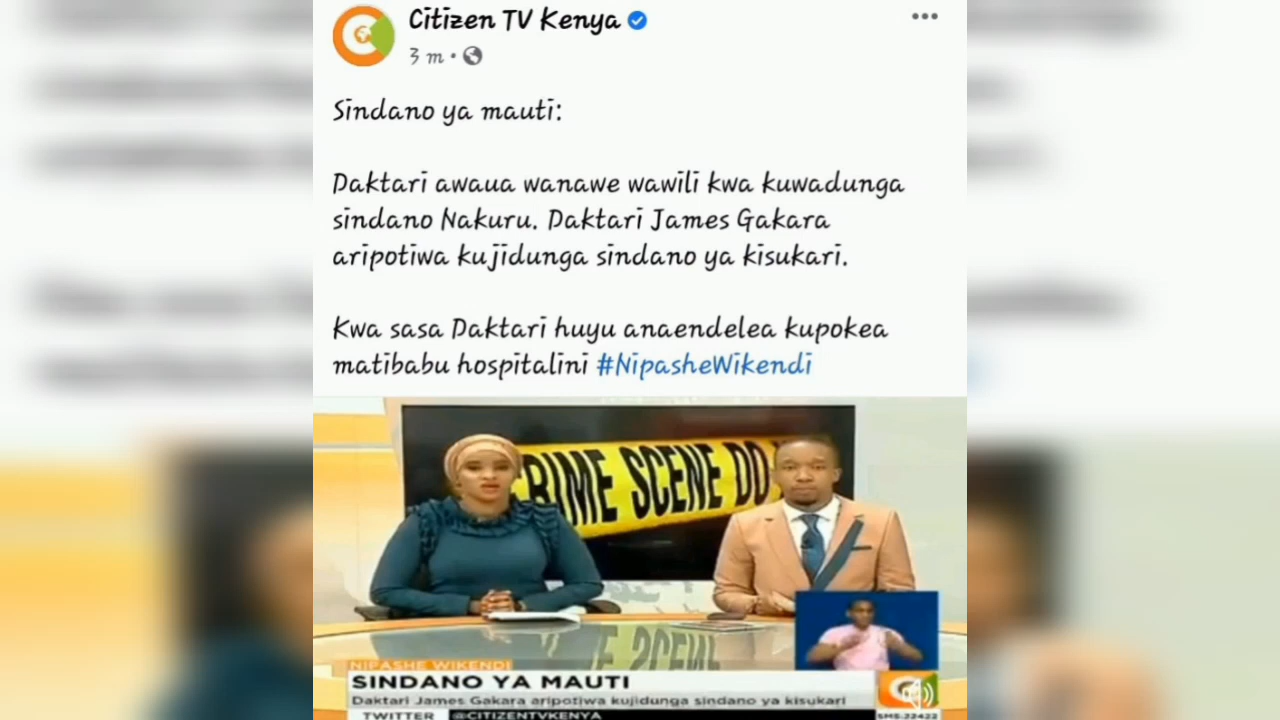 Citizen TV Kenya
3 m
Sindano ya mauti:
Daktari awaua wanawe wawili kwa kuwadunga
sindano Nakuru. Daktari James Gakara
aripotiwa kujidunga sindano ya kisukari.
Kwa sasa Daktari huyu anaendelea kupokea
matibabu hospitalini #NipasheWikendi
CRIME SCENE DO
NIPASHE WIKENDI
SINDANO YA MAUTI
Daktari James Gakara aripotiwa kujidunga sindano ya kisukari
TWITTER @CITIZENTVKENYA
SMS:22422